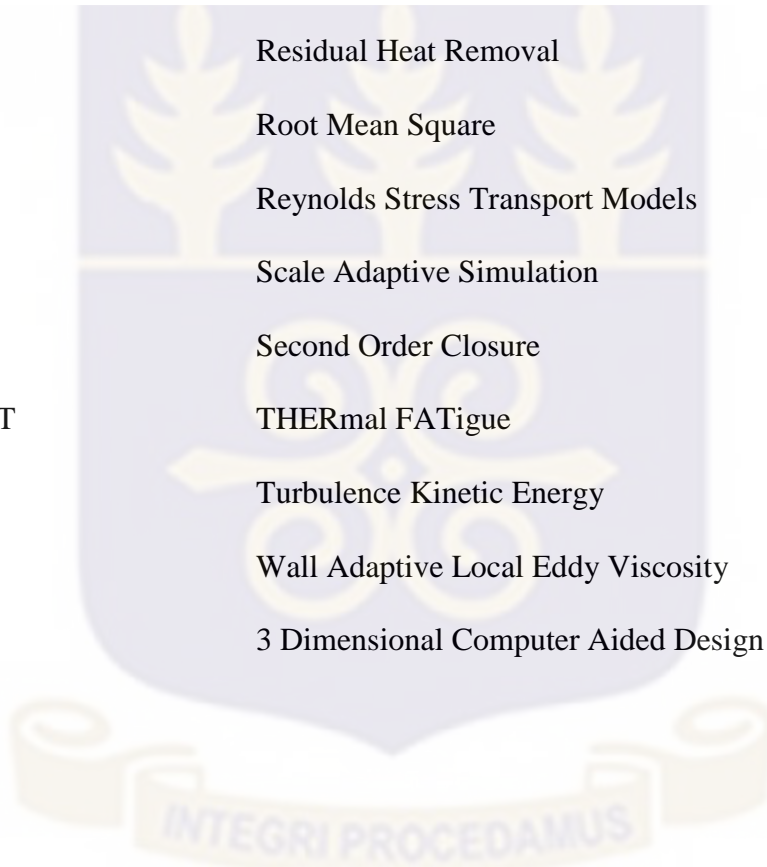 Residual Heat Removal
Root Mean Square
Reynolds Stress Transport Models
Scale Adaptive Simulation
Second Order Closure
T THERmal FATigue
Turbulence Kinetic Energy
Wall Adaptive Local Eddy Viscosity
3 Dimensional Computer Aided Design
INTEGRI PROCEDAMUS